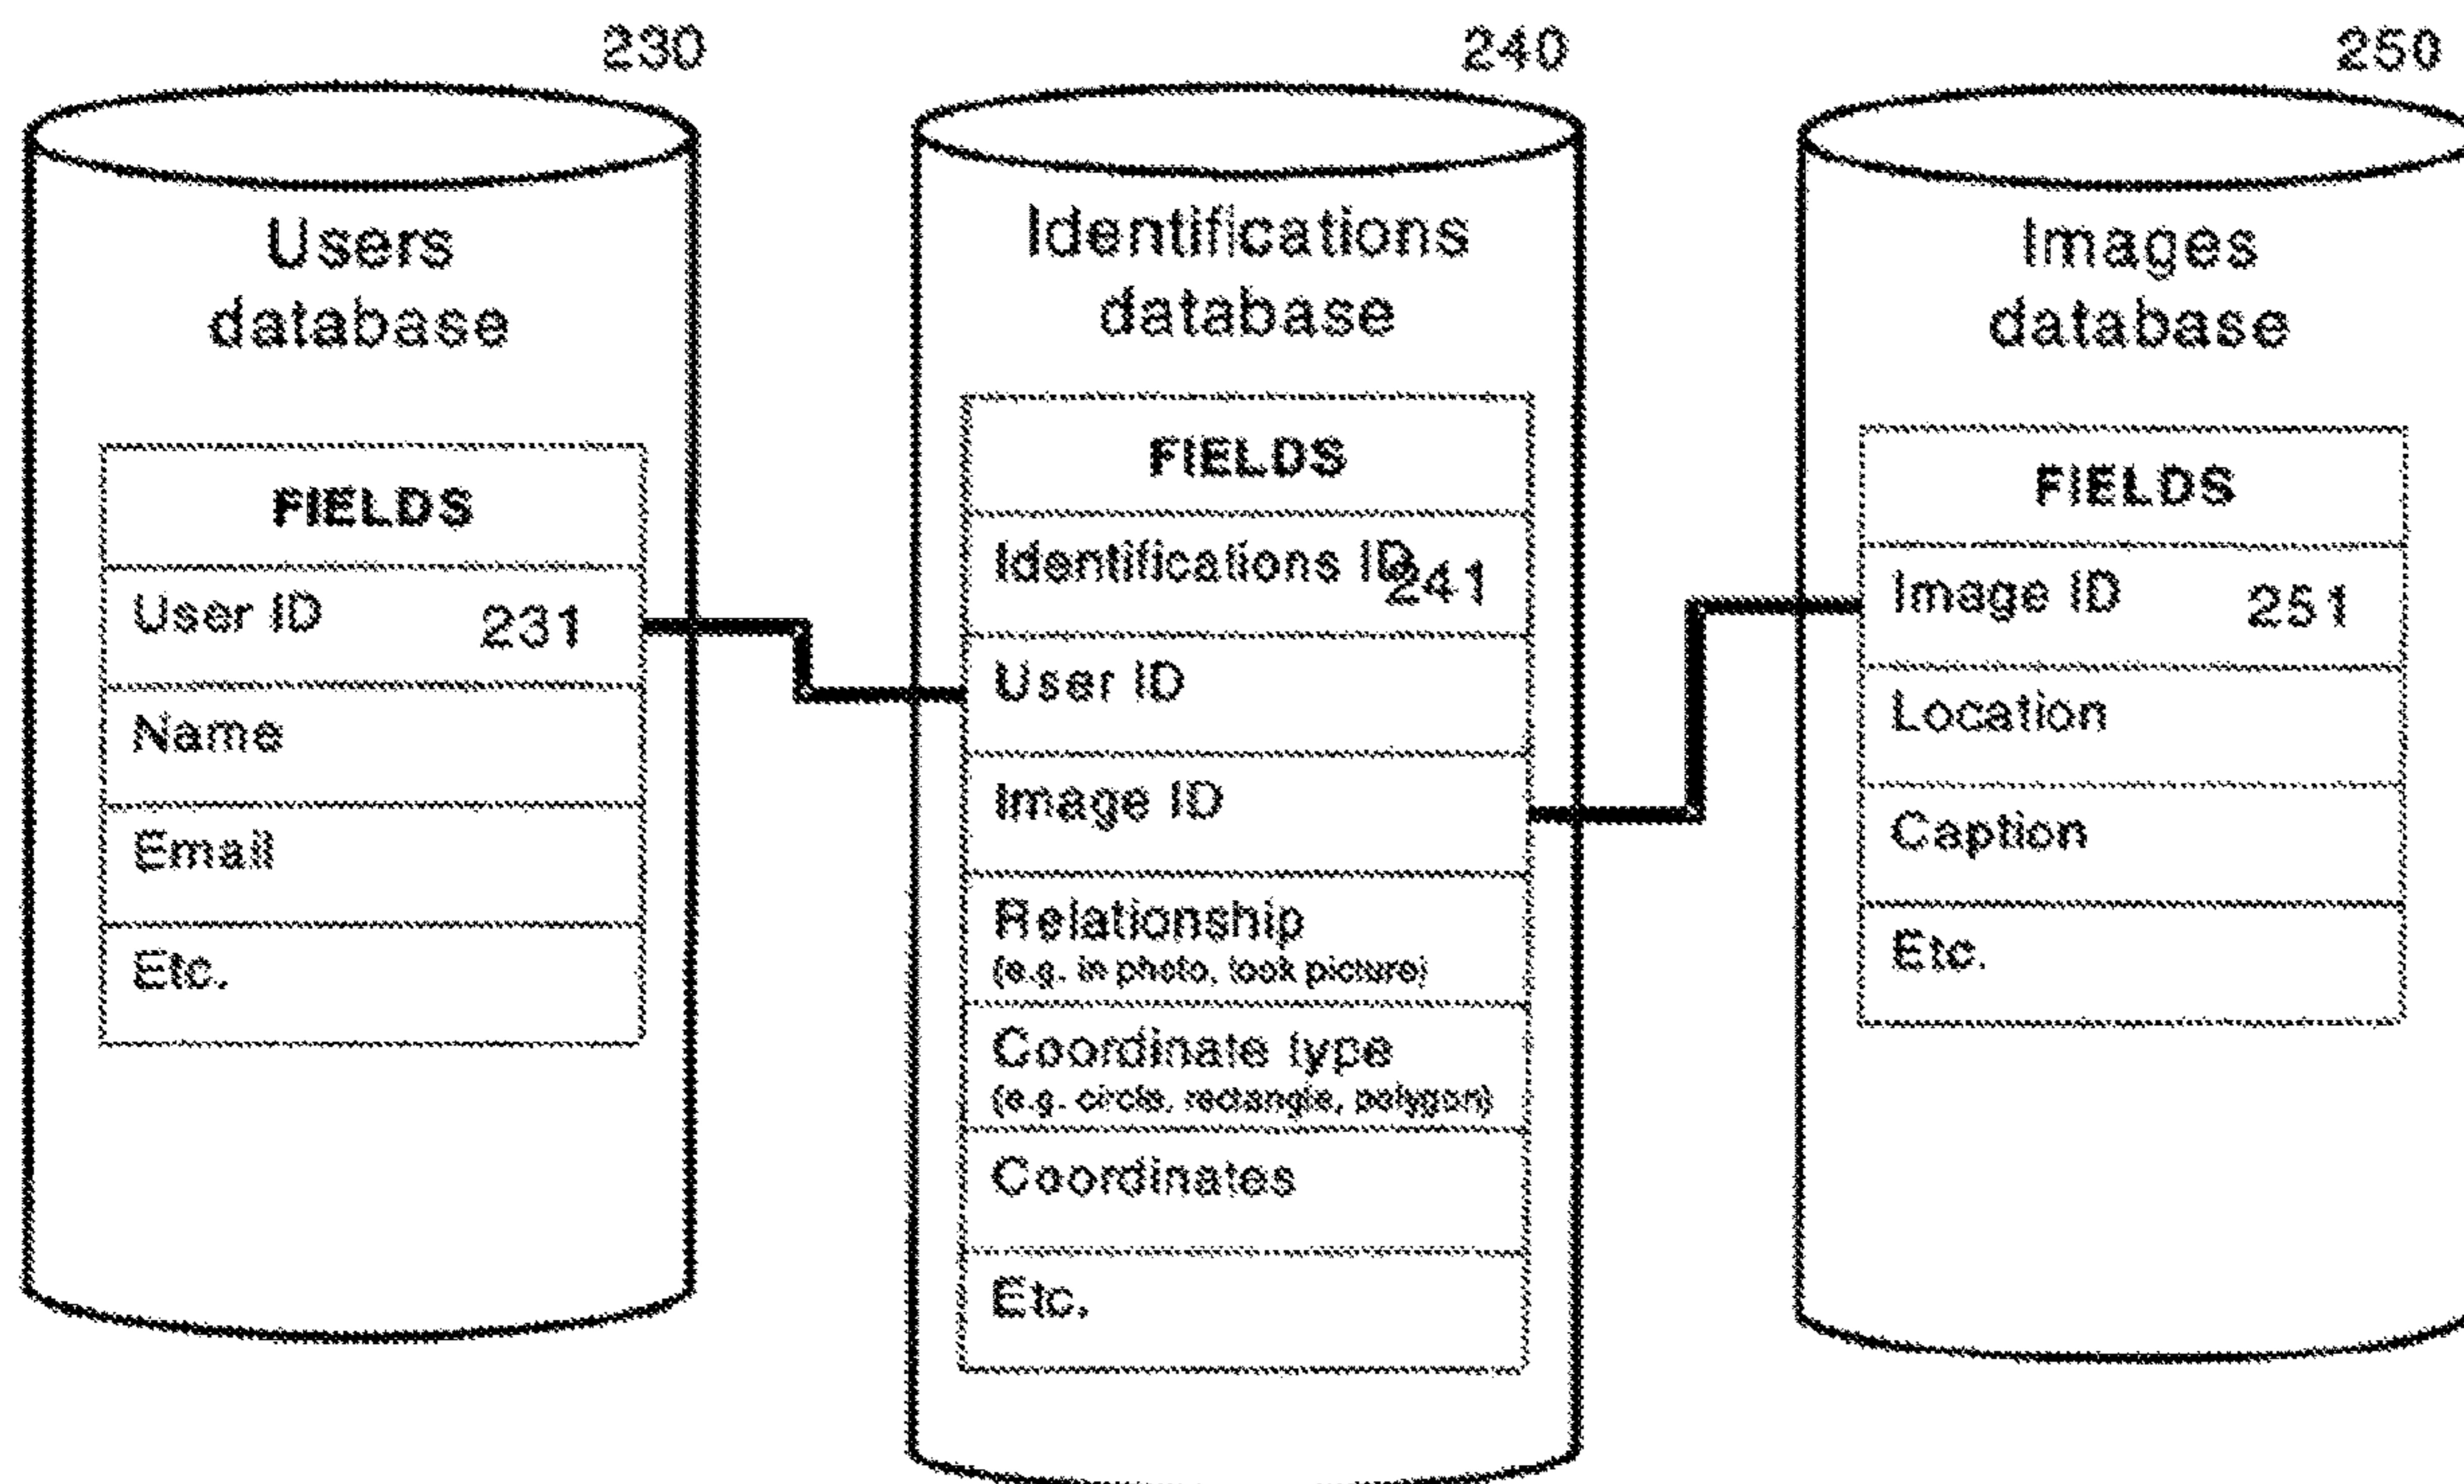 230
Users
database
FIELDS
User ID 231
Name
Email
Etc.
240
Identifications
database
FIELDS
Identifications ID 241
User ID
Image ID
Relationship
(e.g. in photo, took picture)
Coordinate type
(e.g. circle, rectangle, polygon)
Coordinates
Etc.
250
Images
database
FIELDS
Image ID 251
Location
Caption
Etc.